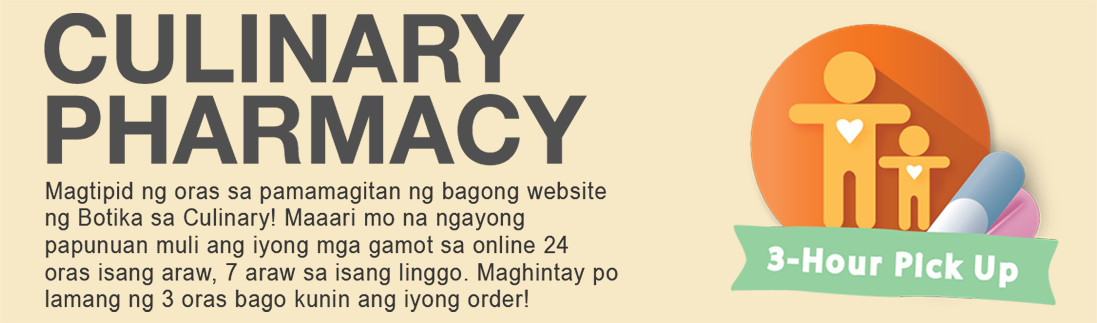 CULINARY
PHARMACY
Magtipid ng oras sa pamamagitan ng bagong website
ng Botika sa Culinary! Maaari mo na ngayong
papunuan muli ang iyong mga gamot sa online 24
oras isang araw, 7 araw sa isang linggo. Maghintay po
lamang ng 3 oras bago kunin ang iyong order!
3-Hour Pick Up